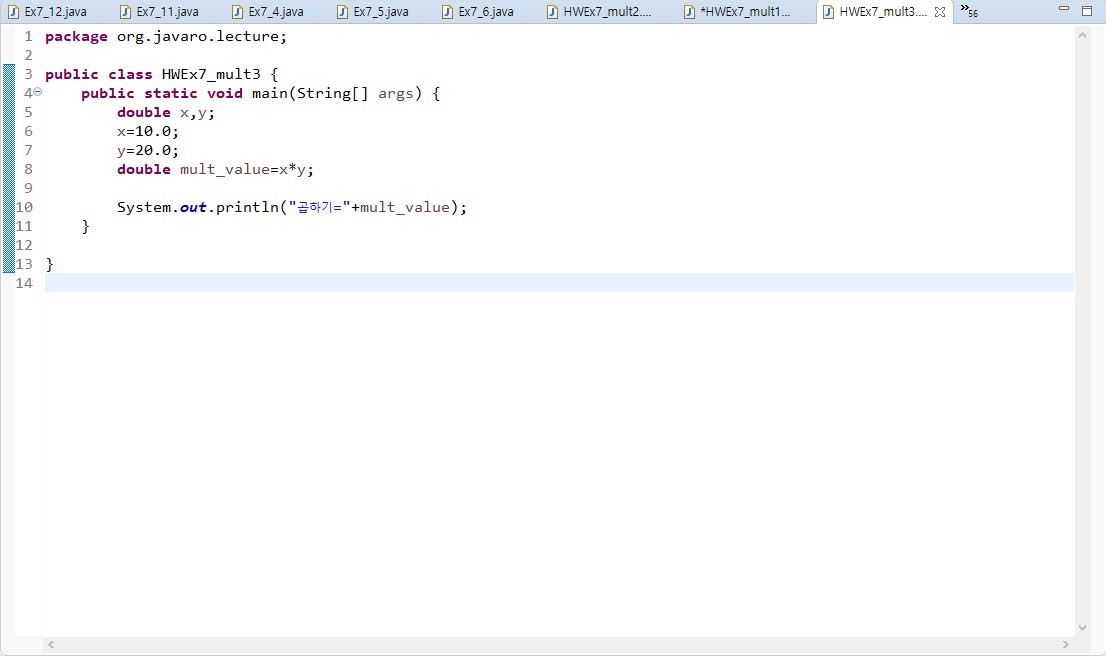 Ex7_12.java Ex7_11.java Ex7_4.java Ex7_5.java Ex7_6.java HWEx7_mult2.... *HWEx7_mult1... HWEx7_mult3.... »56
1 package org.javaro.lecture;
2
3 public class HWEx7_mult3 {
4 public static void main(String[] args) {
5 double x,y;
6 x=10.0;
7 y=20.0;
8 double mult_value=x*y;
9
10 System.out.println("곱하기="+mult_value);
11 }
12
13 }
14